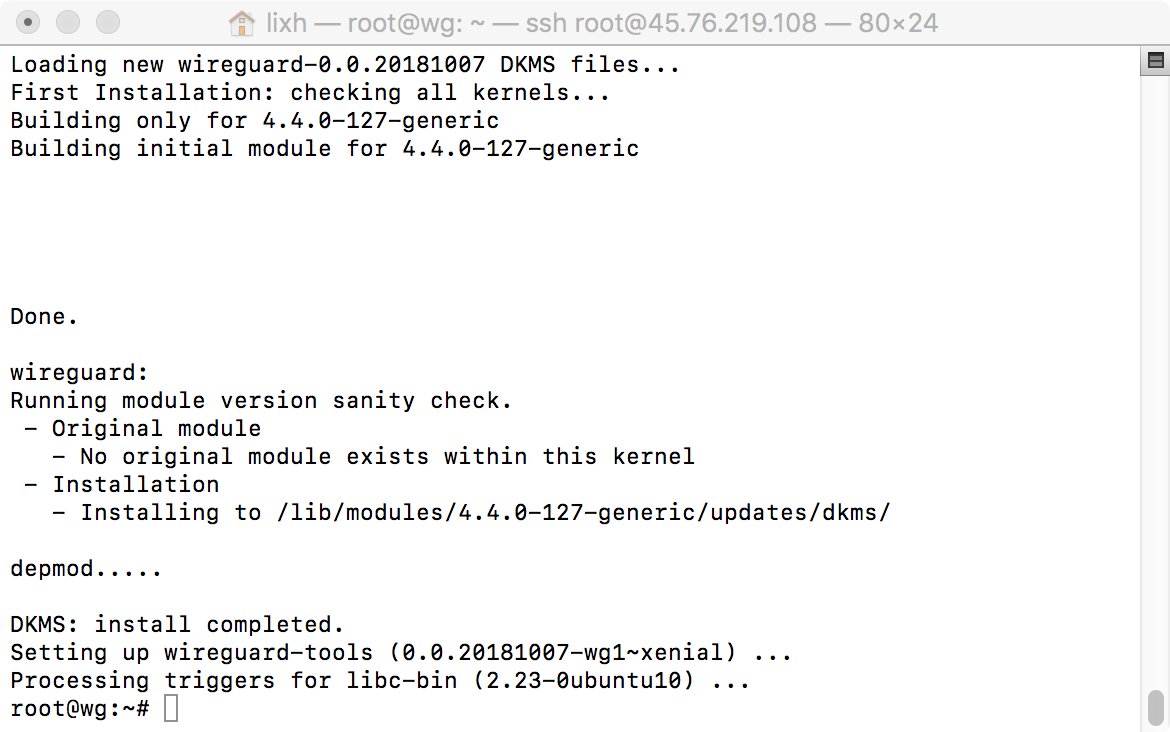 lixh — root@wg: ~ — ssh root@45.76.219.108 — 80×24
Loading new wireguard-0.0.20181007 DKMS files...
First Installation: checking all kernels...
Building only for 4.4.0-127-generic
Building initial module for 4.4.0-127-generic
Done.
wireguard:
Running module version sanity check.
 - Original module
   - No original module exists within this kernel
 - Installation
   - Installing to /lib/modules/4.4.0-127-generic/updates/dkms/
depmod.....
DKMS: install completed.
Setting up wireguard-tools (0.0.20181007-wg1~xenial) ...
Processing triggers for libc-bin (2.23-0ubuntu10) ...
root@wg:~#